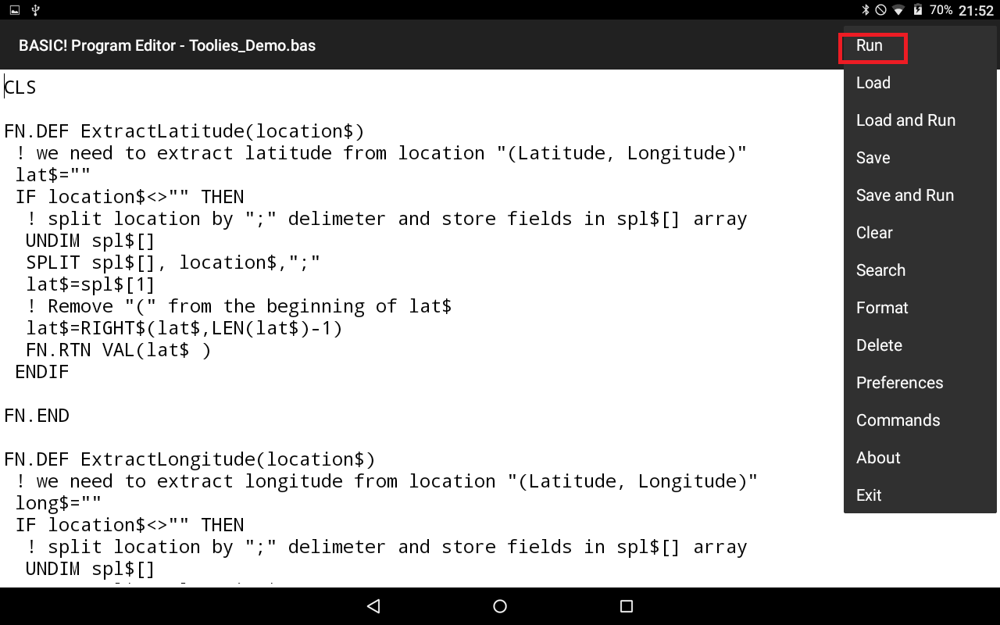 70% 21:52
BASIC! Program Editor - Toolies_Demo.bas
CLS
FN.DEF ExtractLatitude(location$)
! we need to extract latitude from location "(Latitude, Longitude)"
lat$=""
IF location$<>"" THEN
! split location by ";" delimeter and store fields in spl$[] array
UNDIM spl$[]
SPLIT spl$[], location$,";"
lat$=spl$[1]
! Remove "(" from the beginning of lat$
lat$=RIGHT$(lat$,LEN(lat$)-1)
FN.RTN VAL(lat$ )
ENDIF
FN.END
FN.DEF ExtractLongitude(location$)
! we need to extract longitude from location "(Latitude, Longitude)"
long$=""
IF location$<>"" THEN
! split location by ";" delimeter and store fields in spl$[] array
UNDIM spl$[]
Run
Load
Load and Run
Save
Save and Run
Clear
Search
Format
Delete
Preferences
Commands
About
Exit